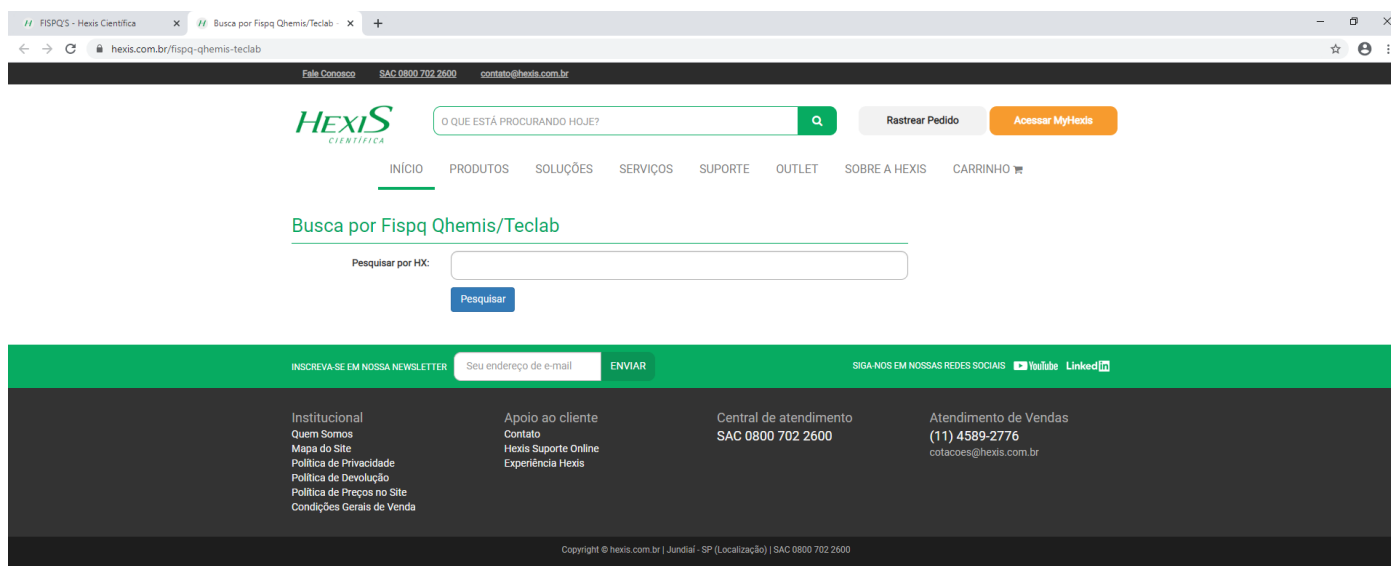 FISPQ'S - Hexis Científica
Busca por Fispq Qhemis/Teclab -
hexis.com.br/fispq-qhemis-teclab
Fale Conosco SAC 0800 702 2600 contato@hexis.com.br
HEXIS
CIENTÍFICA
O QUE ESTÁ PROCURANDO HOJE?
Rastrear Pedido
Acessar MyHexis
INÍCIO PRODUTOS SOLUÇÕES SERVIÇOS SUPORTE OUTLET SOBRE A HEXIS CARRINHO
Busca por Fispq Qhemis/Teclab
Pesquisar por HX:
Pesquisar
INSCREVA-SE EM NOSSA NEWSLETTER Seu endereço de e-mail ENVIAR SIGA-NOS EM NOSSAS REDES SOCIAIS YouTube Linked in
Institucional
Quem Somos
Mapa do Site
Política de Privacidade
Política de Devolução
Política de Preços no Site
Condições Gerais de Venda
Apoio ao cliente
Contato
Hexis Suporte Online
Experiência Hexis
Central de atendimento
SAC 0800 702 2600
Atendimento de Vendas
(11) 4589-2776
cotacoes@hexis.com.br
Copyright © hexis.com.br | Jundiaí - SP (Localização) | SAC 0800 702 2600